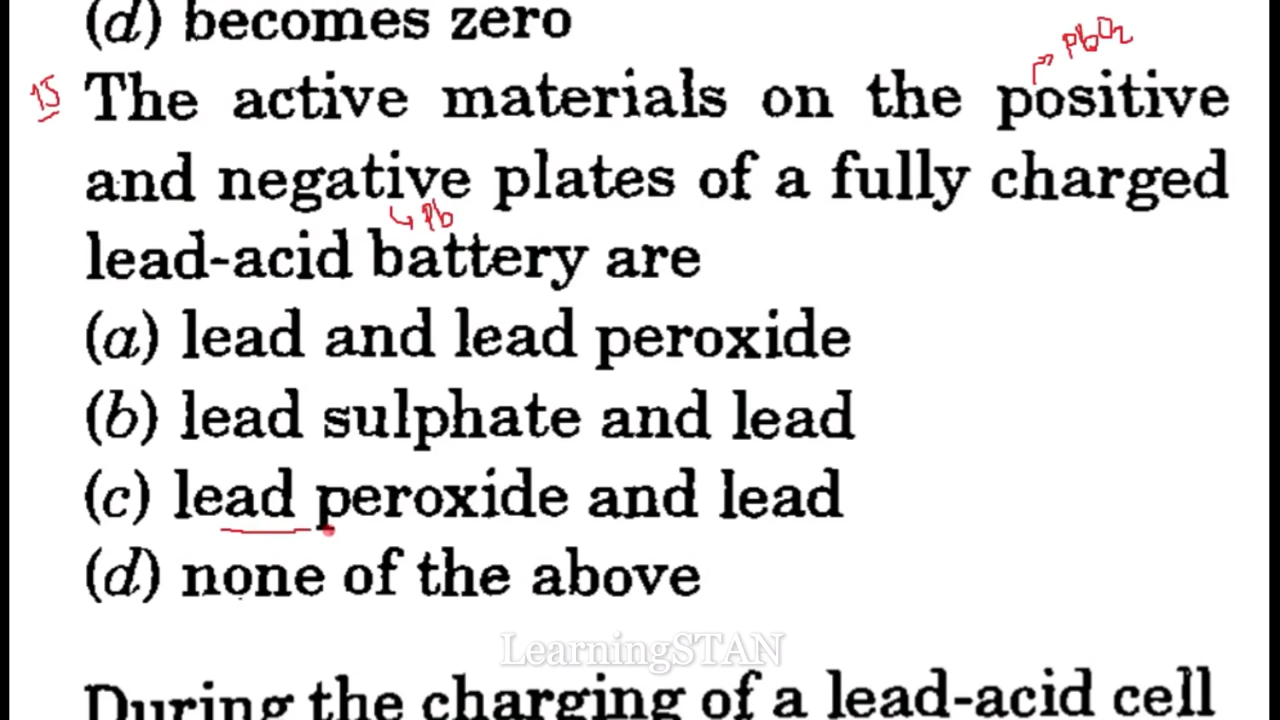 (d) becomes zero
PbO2
15 The active materials on the positive
and negative plates of a fully charged
Pb
lead-acid battery are
(a) lead and lead peroxide
(b) lead sulphate and lead
(c) lead peroxide and lead
(d) none of the above
LearningSTAN
During the charging of a lead-acid cell